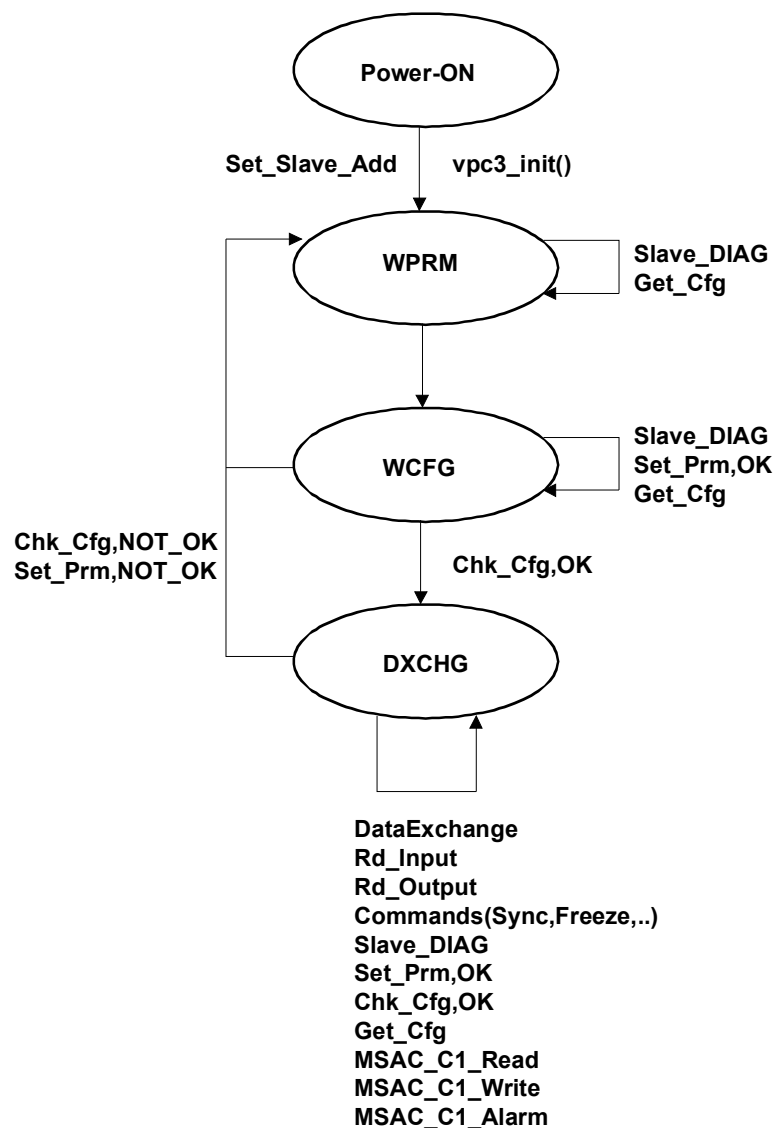 Power-ON
Set_Slave_Add vpc3_init()
WPRM
Slave_DIAG
Get_Cfg
WCFG
Slave_DIAG
Set_Prm,OK
Get_Cfg
Chk_Cfg,NOT_OK
Set_Prm,NOT_OK
Chk_Cfg,OK
DXCHG
DataExchange
Rd_Input
Rd_Output
Commands(Sync,Freeze,..)
Slave_DIAG
Set_Prm,OK
Chk_Cfg,OK
Get_Cfg
MSAC_C1_Read
MSAC_C1_Write
MSAC_C1_Alarm